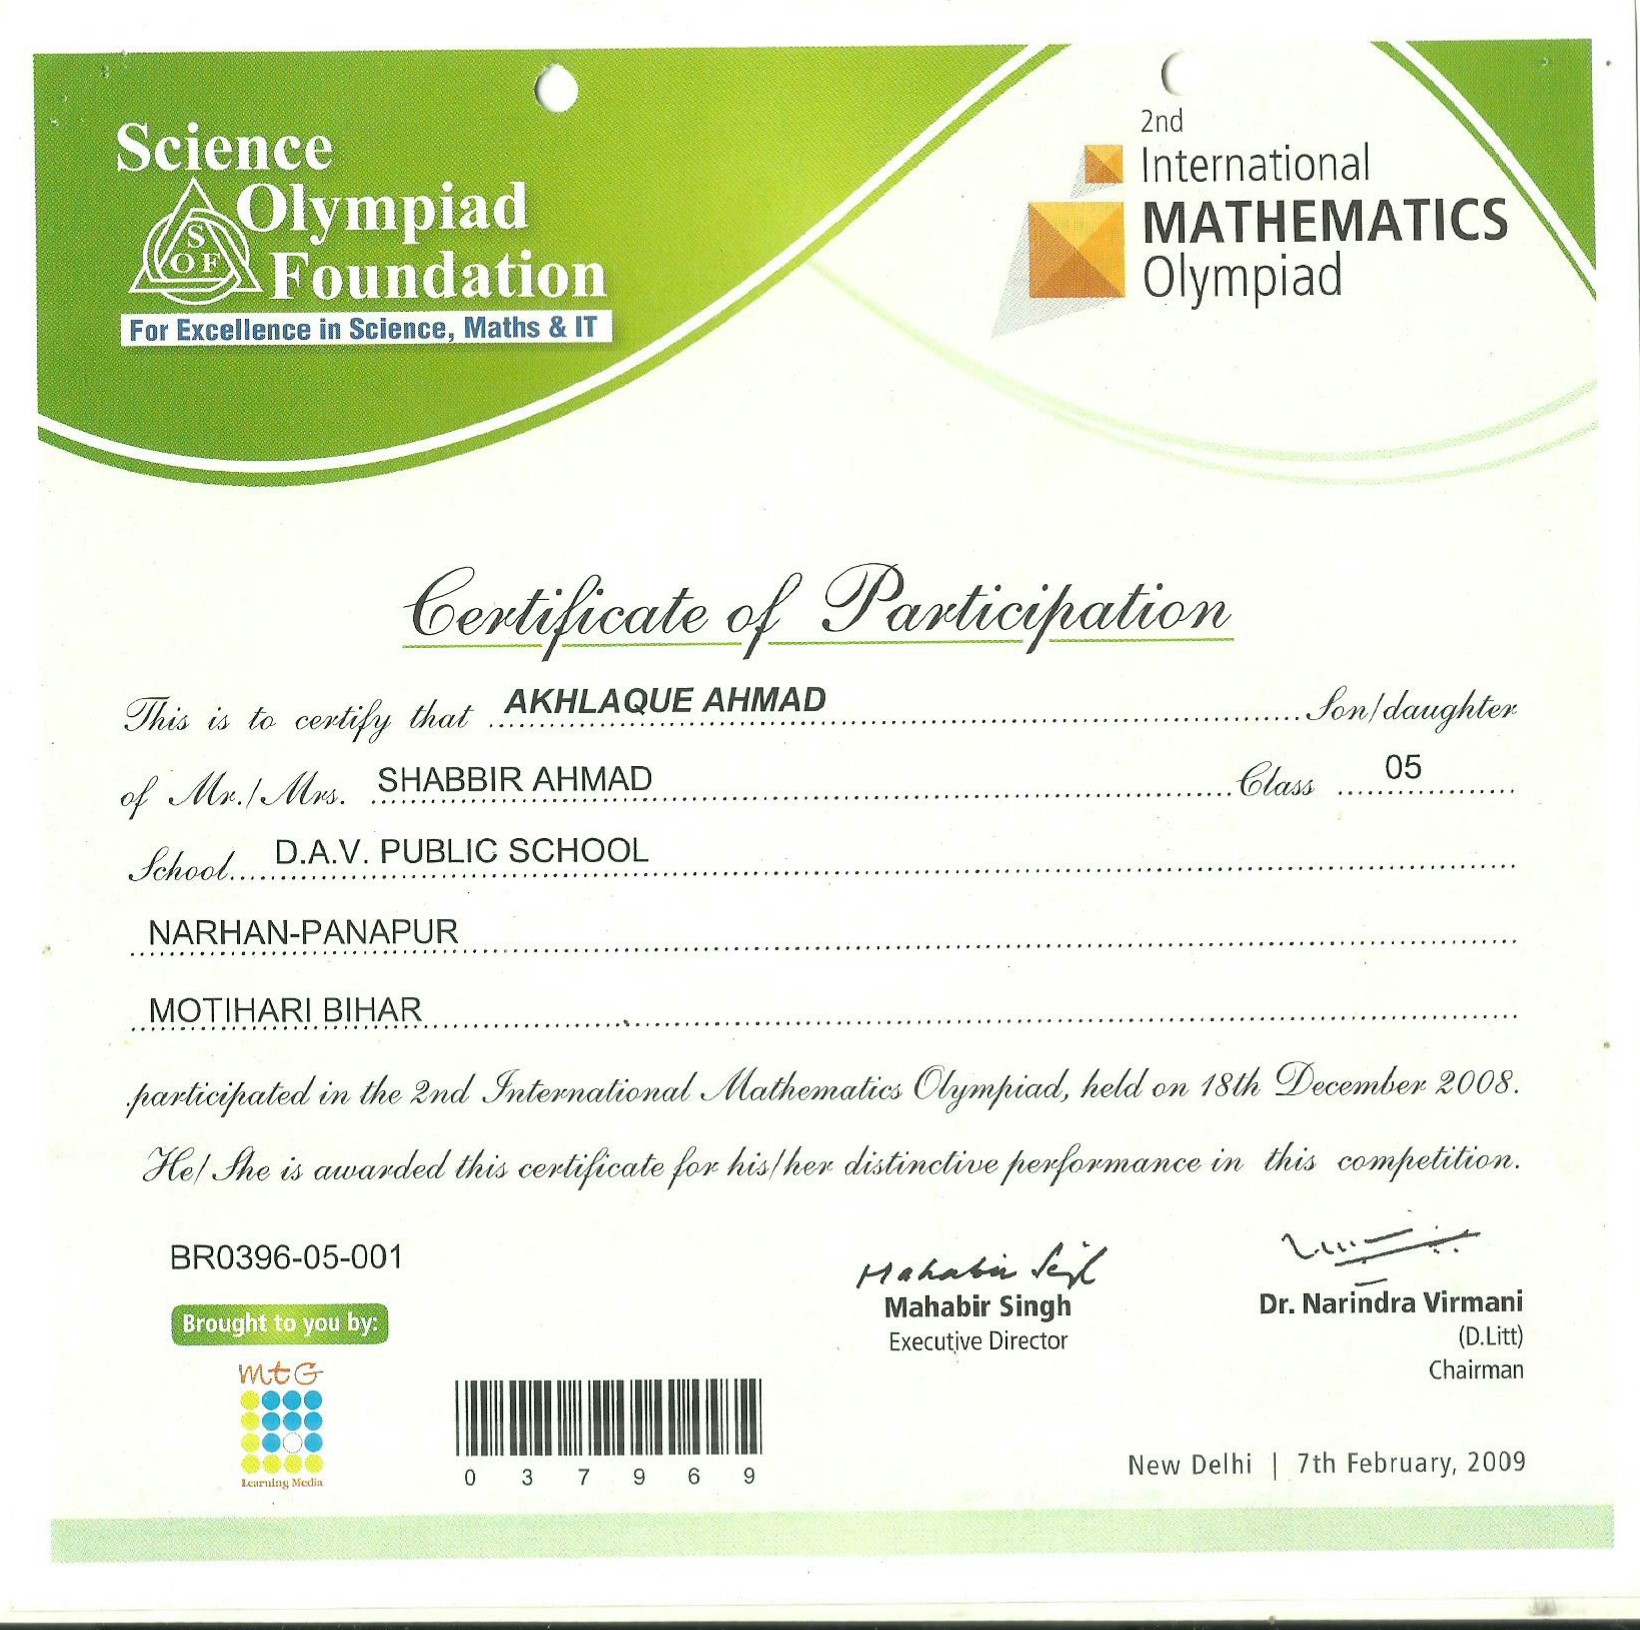 Science
Olympiad
Foundation
S
O F
For Excellence in Science, Maths & IT
2nd
International
MATHEMATICS
Olympiad
Certificate of Participation
This is to certify that AKHLAQUE AHMAD Son/daughter
of Mr./Mrs. SHABBIR AHMAD Class 05
School D.A.V. PUBLIC SCHOOL
NARHAN-PANAPUR
MOTIHARI BIHAR
participated in the 2nd International Mathematics Olympiad, held on 18th December 2008.
He/ She is awarded this certificate for his/her distinctive performance in this competition.
BR0396-05-001
Brought to you by:
mtG
Learning Media
0 3 7 9 6 9
Mahabir Singh
Mahabir Singh
Executive Director
Dr. Narindra Virmani
(D.Litt)
Chairman
New Delhi | 7th February, 2009